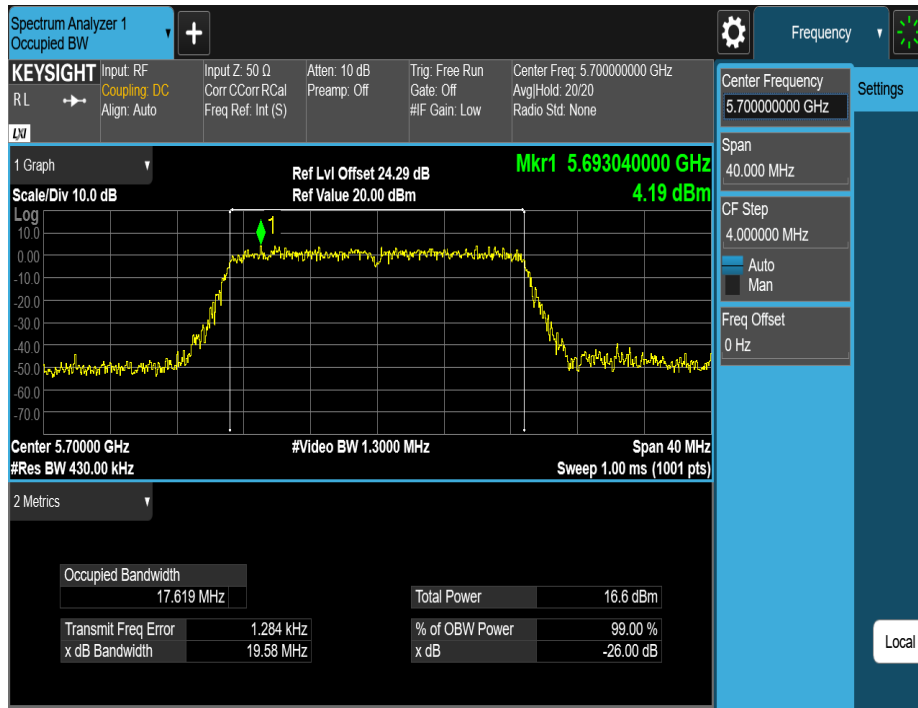 Spectrum Analyzer 1
Occupied BW
+
Frequency
KEYSIGHT
R L
LXI
Input: RF
Coupling: DC
Align: Auto
Input Z: 50 Ω
Corr CCorr RCal
Freq Ref: Int (S)
Atten: 10 dB
Preamp: Off
Trig: Free Run
Gate: Off
#IF Gain: Low
Center Freq: 5.700000000 GHz
Avg|Hold: 20/20
Radio Std: None
Center Frequency
5.700000000 GHz
Settings
Span
40.000 MHz
CF Step
4.000000 MHz
Auto
Man
Freq Offset
0 Hz
Local
1 Graph
Scale/Div 10.0 dB
Ref Lvl Offset 24.29 dB
Ref Value 20.00 dBm
Mkr1 5.693040000 GHz
4.19 dBm
Log
10.0
0.00
-10.0
-20.0
-30.0
-40.0
-50.0
-60.0
-70.0
1
Center 5.70000 GHz
#Video BW 1.3000 MHz
Span 40 MHz
#Res BW 430.00 kHz
Sweep 1.00 ms (1001 pts)
2 Metrics
Occupied Bandwidth
17.619 MHz
Total Power 16.6 dBm
Transmit Freq Error 1.284 kHz
% of OBW Power 99.00 %
x dB Bandwidth 19.58 MHz
x dB -26.00 dB